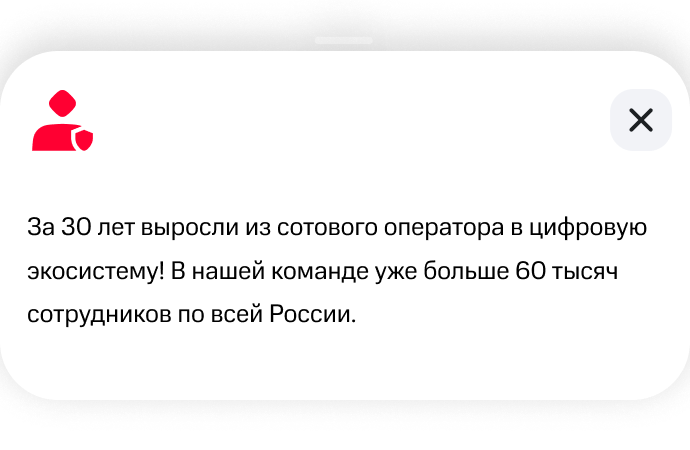 За 30 лет выросли из сотового оператора в цифровую
экосистему! В нашей команде уже больше 60 тысяч
сотрудников по всей России.